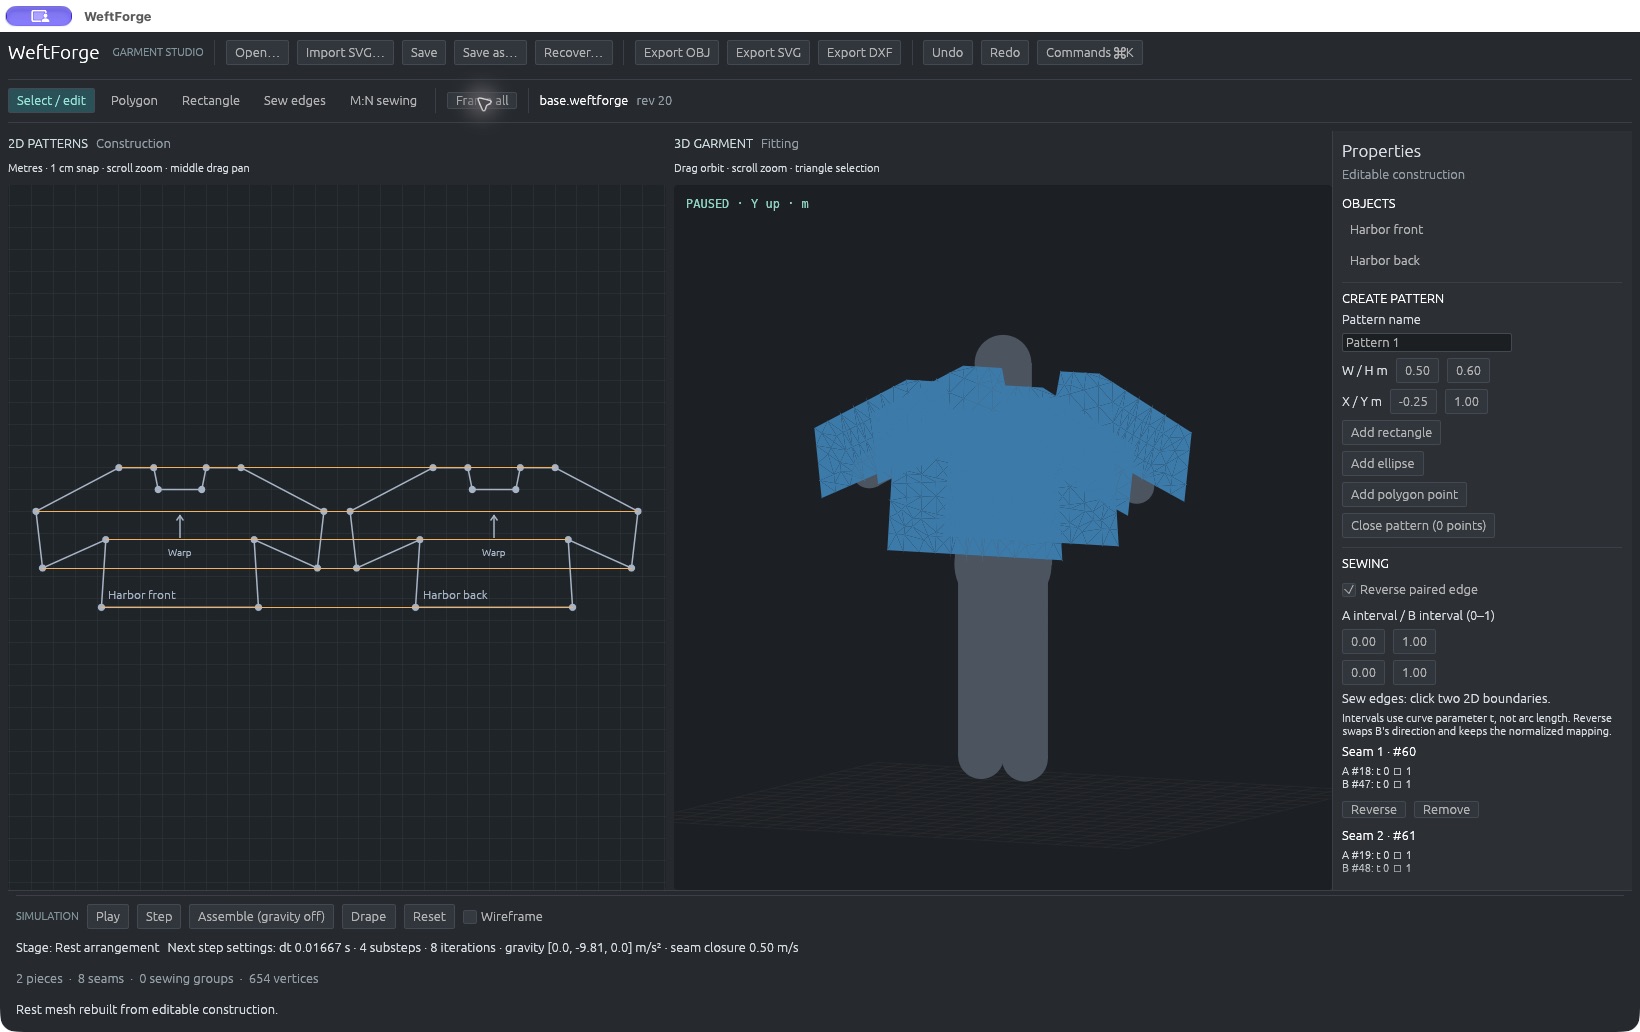 WeftForge
WeftForge GARMENT STUDIO Open... Import SVG... Save Save as... Recover... Export OBJ Export SVG Export DXF Undo Redo Commands ⌘K
Select / edit Polygon Rectangle Sew edges M:N sewing all base.weftforge rev 20
2D PATTERNS Construction
Metres · 1 cm snap · scroll zoom · middle drag pan
Warp
Warp
Harbor front
Harbor back
3D GARMENT Fitting
Drag orbit · scroll zoom · triangle selection
PAUSED · Y up · m
Properties
Editable construction
OBJECTS
Harbor front
Harbor back
CREATE PATTERN
Pattern name
Pattern 1
W / H m 0.50 0.60
X / Y m -0.25 1.00
Add rectangle
Add ellipse
Add polygon point
Close pattern (0 points)
SEWING
Reverse paired edge
A interval / B interval (0–1)
0.00 1.00
0.00 1.00
Sew edges: click two 2D boundaries.
Intervals use curve parameter t, not arc length. Reverse
swaps B's direction and keeps the normalized mapping.
Seam 1 · #60
A #18: t 0 □ 1
B #47: t 0 □ 1
Reverse Remove
Seam 2 · #61
A #19: t 0 □ 1
B #48: t 0 □ 1
SIMULATION Play Step Assemble (gravity off) Drape Reset Wireframe
Stage: Rest arrangement Next step settings: dt 0.01667 s · 4 substeps · 8 iterations · gravity [0.0, -9.81, 0.0] m/s² · seam closure 0.50 m/s
2 pieces · 8 seams · 0 sewing groups · 654 vertices
Rest mesh rebuilt from editable construction.